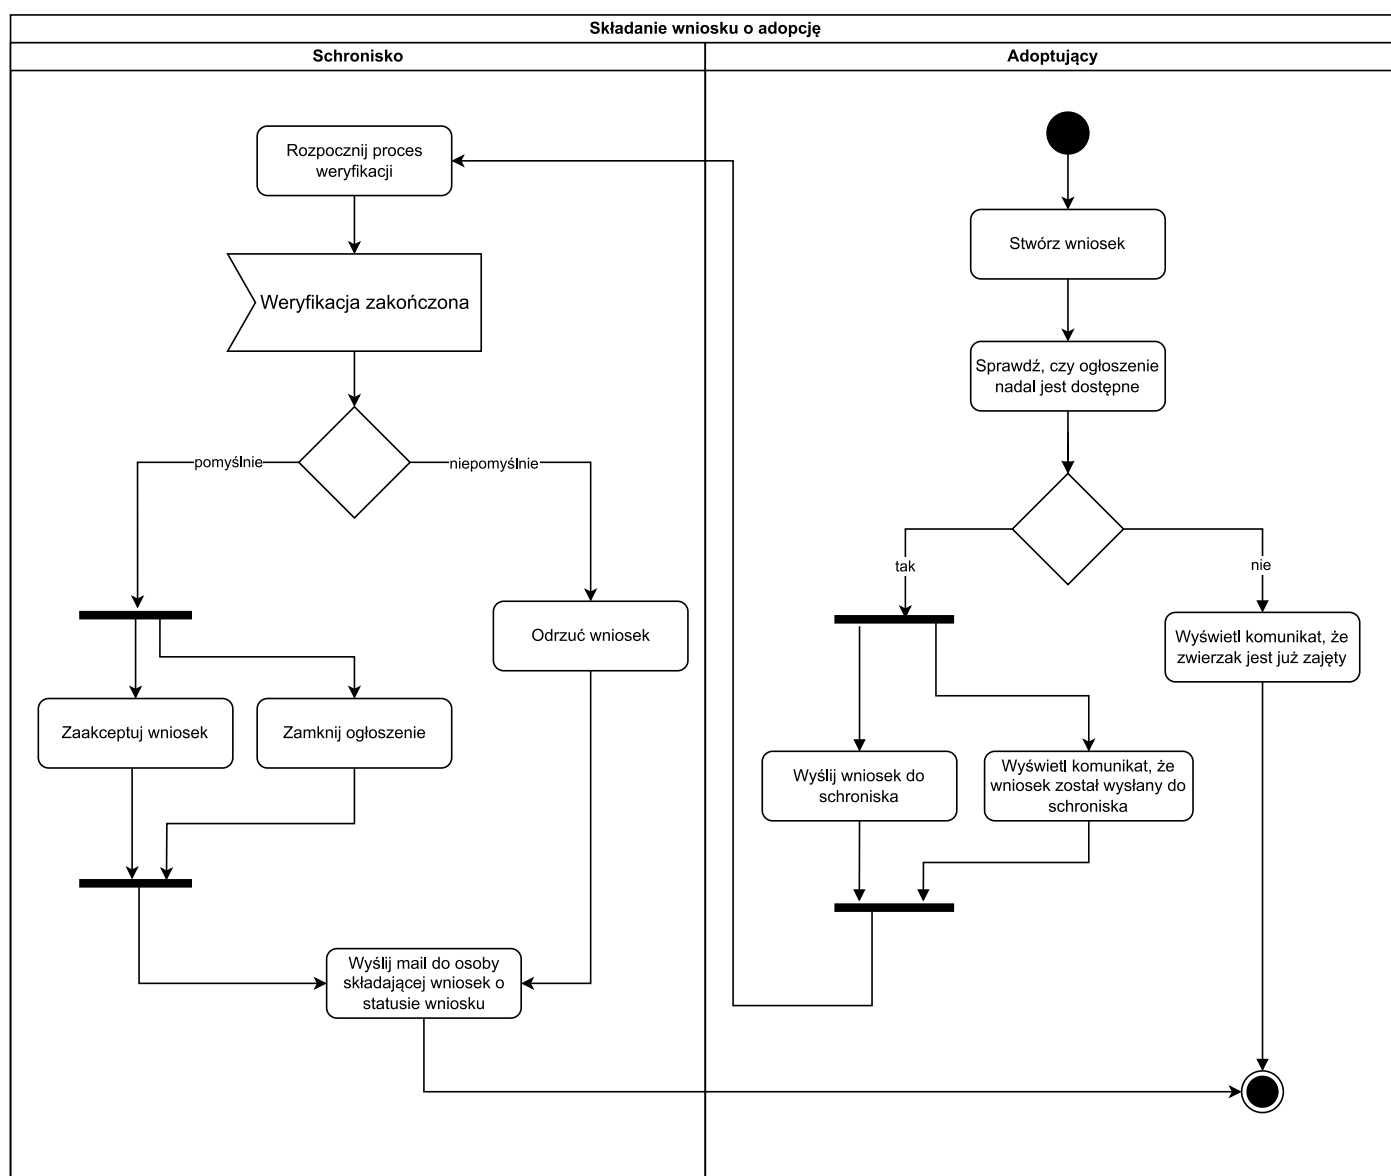 Składanie wniosku o adopcję
Schronisko
Adoptujący
Rozpocznij proces
weryfikacji
Weryfikacja zakończona
pomyślnie
niepomyślnie
Odrzuć wniosek
Zaakceptuj wniosek
Zamknij ogłoszenie
Wyślij mail do osoby
składającej wniosek o
statusie wniosku
Stwórz wniosek
Sprawdź, czy ogłoszenie
nadal jest dostępne
tak
nie
Wyświetl komunikat, że
zwierzak jest już zajęty
Wyślij wniosek do
schroniska
Wyświetl komunikat, że
wniosek został wysłany do
schroniska